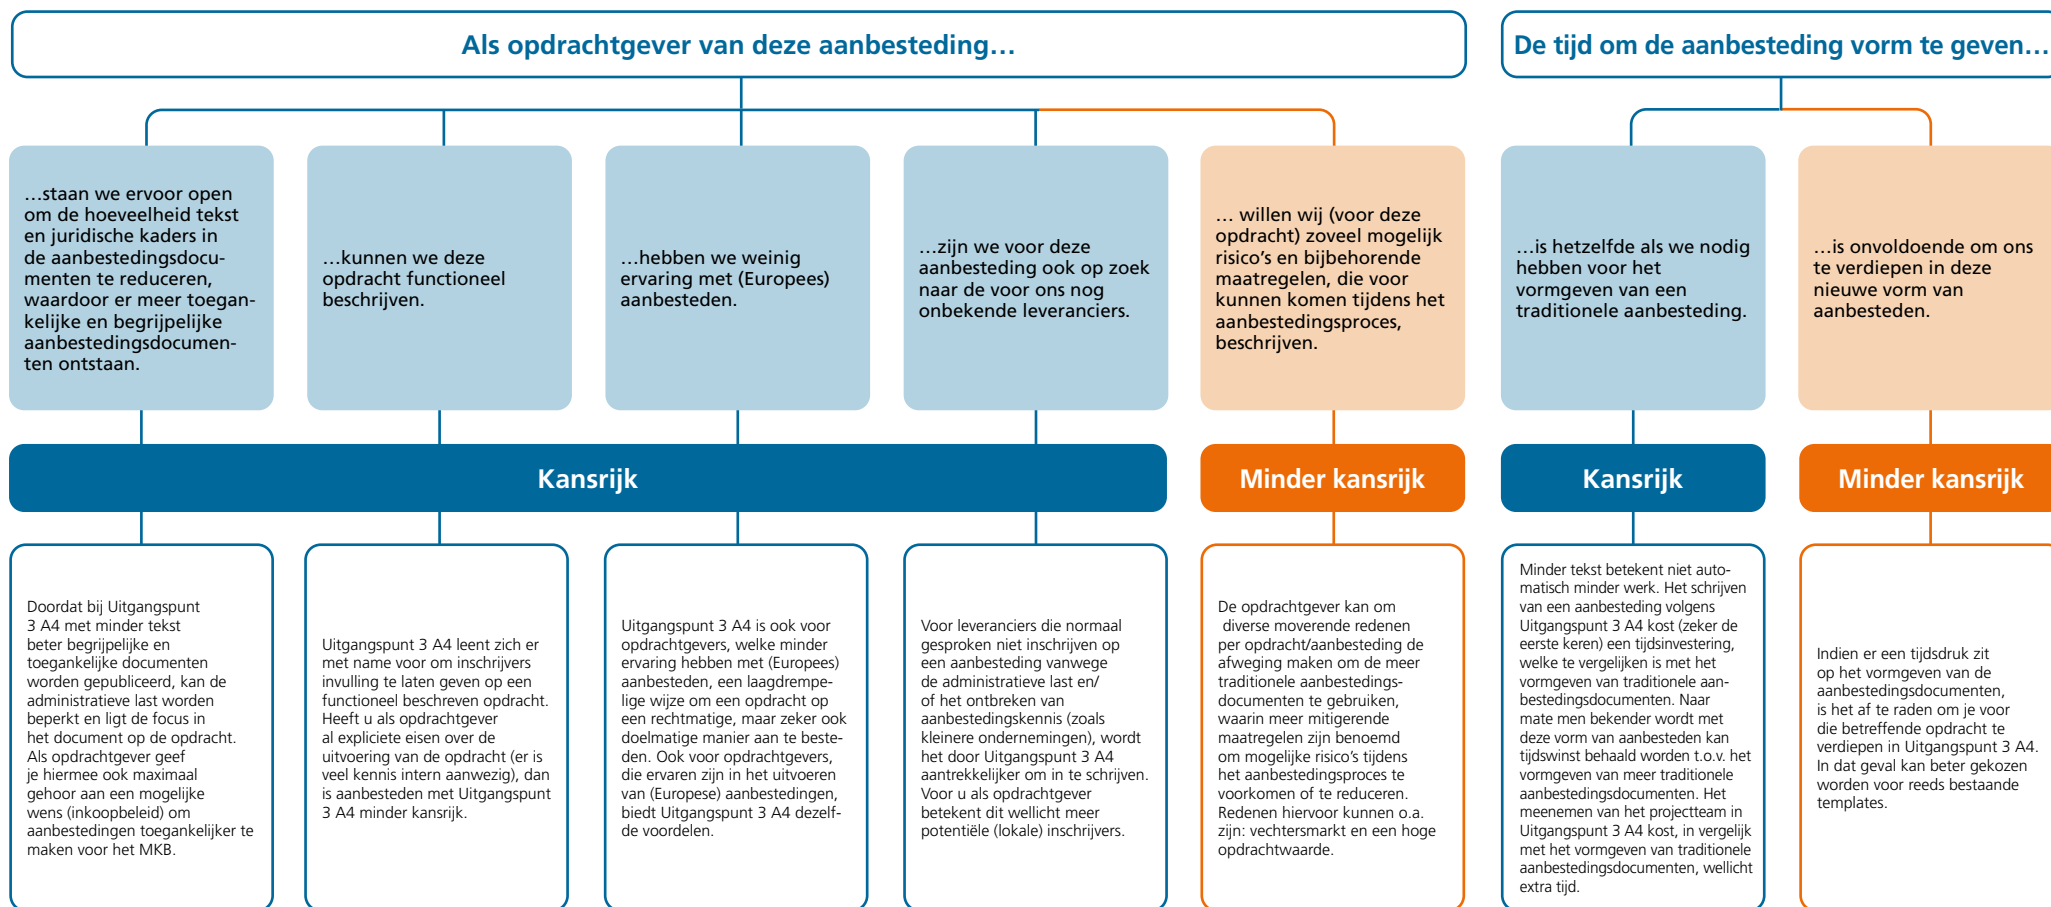 Als opdrachtgever van deze aanbesteding…
De tijd om de aanbesteding vorm te geven…
…staan we ervoor open
om de hoeveelheid tekst
en juridische kaders in
de aanbestedingsdocu-
menten te reduceren,
waardoor er meer toegan-
kelijke en begrijpelijke
aanbestedingsdocumen-
ten ontstaan.
…kunnen we deze
opdracht functioneel
beschrijven.
…hebben we weinig
ervaring met (Europees)
aanbesteden.
…zijn we voor deze
aanbesteding ook op zoek
naar de voor ons nog
onbekende leveranciers.
… willen wij (voor deze
opdracht) zoveel mogelijk
risico’s en bijbehorende
maatregelen, die voor
kunnen komen tijdens het
aanbestedingsproces,
beschrijven.
…is hetzelfde als we nodig
hebben voor het
vormgeven van een
traditionele aanbesteding.
…is onvoldoende om ons
te verdiepen in deze
nieuwe vorm van
aanbesteden.
Kansrijk
Minder kansrijk
Kansrijk
Minder kansrijk
Doordat bij Uitgangspunt
3 A4 met minder tekst
beter begrijpelijke en
toegankelijke documenten
worden gepubliceerd, kan de
administratieve last worden
beperkt en ligt de focus in
het document op de opdracht.
Als opdrachtgever geef
je hiermee ook maximaal
gehoor aan een mogelijke
wens (inkoopbeleid) om
aanbestedingen toegankelijker te
maken voor het MKB.
Uitgangspunt 3 A4 leent zich er
met name voor om inschrijvers
invulling te laten geven op een
functioneel beschreven opdracht.
Heeft u als opdrachtgever
al expliciete eisen over de
uitvoering van de opdracht (er is
veel kennis intern aanwezig), dan
is aanbesteden met Uitgangspunt
3 A4 minder kansrijk.
Uitgangspunt 3 A4 is ook voor
opdrachtgevers, welke minder
ervaring hebben met (Europees)
aanbesteden, een laagdrempe-
lige wijze om een opdracht op
een rechtmatige, maar zeker ook
doelmatige manier aan te beste-
den. Ook voor opdrachtgevers,
die ervaren zijn in het uitvoeren
van (Europese) aanbestedingen,
biedt Uitgangspunt 3 A4 dezelf-
de voordelen.
Voor leveranciers die normaal
gesproken niet inschrijven op
een aanbesteding vanwege
de administratieve last en/
of het ontbreken van
aanbestedingskennis (zoals
kleinere ondernemingen), wordt
het door Uitgangspunt 3 A4
aantrekkelijker om in te schrijven.
Voor u als opdrachtgever
betekent dit wellicht meer
potentiële (lokale) inschrijvers.
De opdrachtgever kan om
diverse moverende redenen
per opdracht/aanbesteding de
afweging maken om de meer
traditionele aanbestedings-
documenten te gebruiken,
waarin meer mitigerende
maatregelen zijn benoemd
om mogelijke risico’s tijdens
het aanbestedingsproces te
voorkomen of te reduceren.
Redenen hiervoor kunnen o.a.
zijn: vechtersmarkt en een hoge
opdrachtwaarde.
Minder tekst betekent niet auto-
matisch minder werk. Het schrijven
van een aanbesteding volgens
Uitgangspunt 3 A4 kost (zeker de
eerste keren) een tijdsinvestering,
welke te vergelijken is met het
vormgeven van traditionele aan-
bestedingsdocumenten. Naar
mate men bekender wordt met
deze vorm van aanbesteden kan
tijdswinst behaald worden t.o.v. het
vormgeven van meer traditionele
aanbestedingsdocumenten. Het
meenemen van het projectteam in
Uitgangspunt 3 A4 kost, in vergelijk
met het vormgeven van traditionele
aanbestedingsdocumenten, wellicht
extra tijd.
Indien er een tijdsdruk zit
op het vormgeven van de
aanbestedingsdocumenten,
is het af te raden om je voor
die betreffende opdracht te
verdiepen in Uitgangspunt 3 A4.
In dat geval kan beter gekozen
worden voor reeds bestaande
templates.